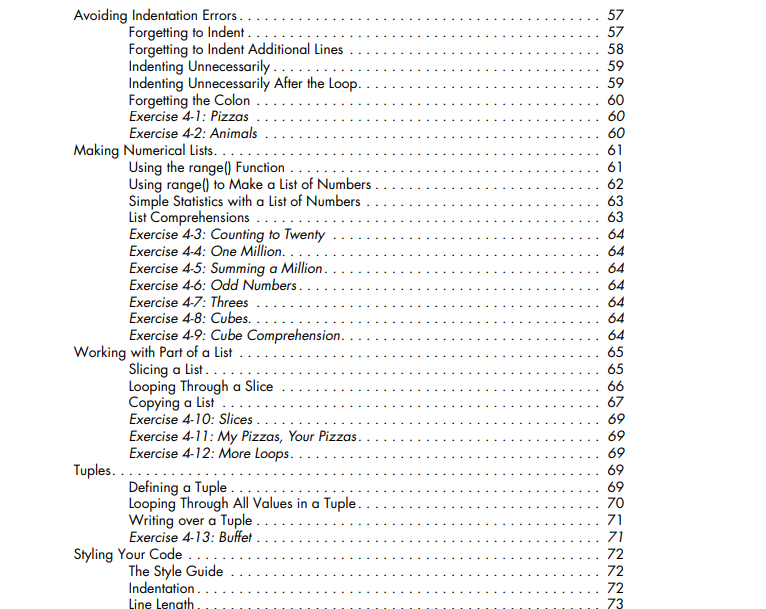 Avoiding Indentation Errors. . . . . . . . . . . . . . . . . . . . . . . . . . . . . . . . . . . . . . . . . . . . . . 57
Forgetting to Indent . . . . . . . . . . . . . . . . . . . . . . . . . . . . . . . . . . . . . . . . . . . . . 57
Forgetting to Indent Additional Lines . . . . . . . . . . . . . . . . . . . . . . . . . . . . . . . . 58
Indenting Unnecessarily . . . . . . . . . . . . . . . . . . . . . . . . . . . . . . . . . . . . . . . . . . 59
Indenting Unnecessarily After the Loop. . . . . . . . . . . . . . . . . . . . . . . . . . . . . . . 59
Forgetting the Colon . . . . . . . . . . . . . . . . . . . . . . . . . . . . . . . . . . . . . . . . . . . . 60
Exercise 4-1: Pizzas . . . . . . . . . . . . . . . . . . . . . . . . . . . . . . . . . . . . . . . . . . . . 60
Exercise 4-2: Animals . . . . . . . . . . . . . . . . . . . . . . . . . . . . . . . . . . . . . . . . . . . 60
Making Numerical Lists. . . . . . . . . . . . . . . . . . . . . . . . . . . . . . . . . . . . . . . . . . . . . . . . . 61
Using the range() Function . . . . . . . . . . . . . . . . . . . . . . . . . . . . . . . . . . . . . . . . 61
Using range() to Make a List of Numbers . . . . . . . . . . . . . . . . . . . . . . . . . . . . . 62
Simple Statistics with a List of Numbers . . . . . . . . . . . . . . . . . . . . . . . . . . . . . . 63
List Comprehensions . . . . . . . . . . . . . . . . . . . . . . . . . . . . . . . . . . . . . . . . . . . . 63
Exercise 4-3: Counting to Twenty . . . . . . . . . . . . . . . . . . . . . . . . . . . . . . . . . . . 64
Exercise 4-4: One Million. . . . . . . . . . . . . . . . . . . . . . . . . . . . . . . . . . . . . . . . . 64
Exercise 4-5: Summing a Million . . . . . . . . . . . . . . . . . . . . . . . . . . . . . . . . . . . . 64
Exercise 4-6: Odd Numbers . . . . . . . . . . . . . . . . . . . . . . . . . . . . . . . . . . . . . . . 64
Exercise 4-7: Threes . . . . . . . . . . . . . . . . . . . . . . . . . . . . . . . . . . . . . . . . . . . . 64
Exercise 4-8: Cubes. . . . . . . . . . . . . . . . . . . . . . . . . . . . . . . . . . . . . . . . . . . . . 64
Exercise 4-9: Cube Comprehension. . . . . . . . . . . . . . . . . . . . . . . . . . . . . . . . . . 64
Working with Part of a List . . . . . . . . . . . . . . . . . . . . . . . . . . . . . . . . . . . . . . . . . . . . . . 65
Slicing a List . . . . . . . . . . . . . . . . . . . . . . . . . . . . . . . . . . . . . . . . . . . . . . . . . . 65
Looping Through a Slice . . . . . . . . . . . . . . . . . . . . . . . . . . . . . . . . . . . . . . . . . 66
Copying a List . . . . . . . . . . . . . . . . . . . . . . . . . . . . . . . . . . . . . . . . . . . . . . . . 67
Exercise 4-10: Slices . . . . . . . . . . . . . . . . . . . . . . . . . . . . . . . . . . . . . . . . . . . . 69
Exercise 4-11: My Pizzas, Your Pizzas. . . . . . . . . . . . . . . . . . . . . . . . . . . . . . . . 69
Exercise 4-12: More Loops. . . . . . . . . . . . . . . . . . . . . . . . . . . . . . . . . . . . . . . . 69
Tuples. . . . . . . . . . . . . . . . . . . . . . . . . . . . . . . . . . . . . . . . . . . . . . . . . . . . . . . . . . . . . 69
Defining a Tuple . . . . . . . . . . . . . . . . . . . . . . . . . . . . . . . . . . . . . . . . . . . . . . . 69
Looping Through All Values in a Tuple . . . . . . . . . . . . . . . . . . . . . . . . . . . . . . . 70
Writing over a Tuple . . . . . . . . . . . . . . . . . . . . . . . . . . . . . . . . . . . . . . . . . . . . 71
Exercise 4-13: Buffet . . . . . . . . . . . . . . . . . . . . . . . . . . . . . . . . . . . . . . . . . . . . 71
Styling Your Code . . . . . . . . . . . . . . . . . . . . . . . . . . . . . . . . . . . . . . . . . . . . . . . . . . . . 72
The Style Guide . . . . . . . . . . . . . . . . . . . . . . . . . . . . . . . . . . . . . . . . . . . . . . . 72
Indentation . . . . . . . . . . . . . . . . . . . . . . . . . . . . . . . . . . . . . . . . . . . . . . . . . . . 72
Line Length . . . . . . . . . . . . . . . . . . . . . . . . . . . . . . . . . . . . . . . . . . . . . . . . . . . 73